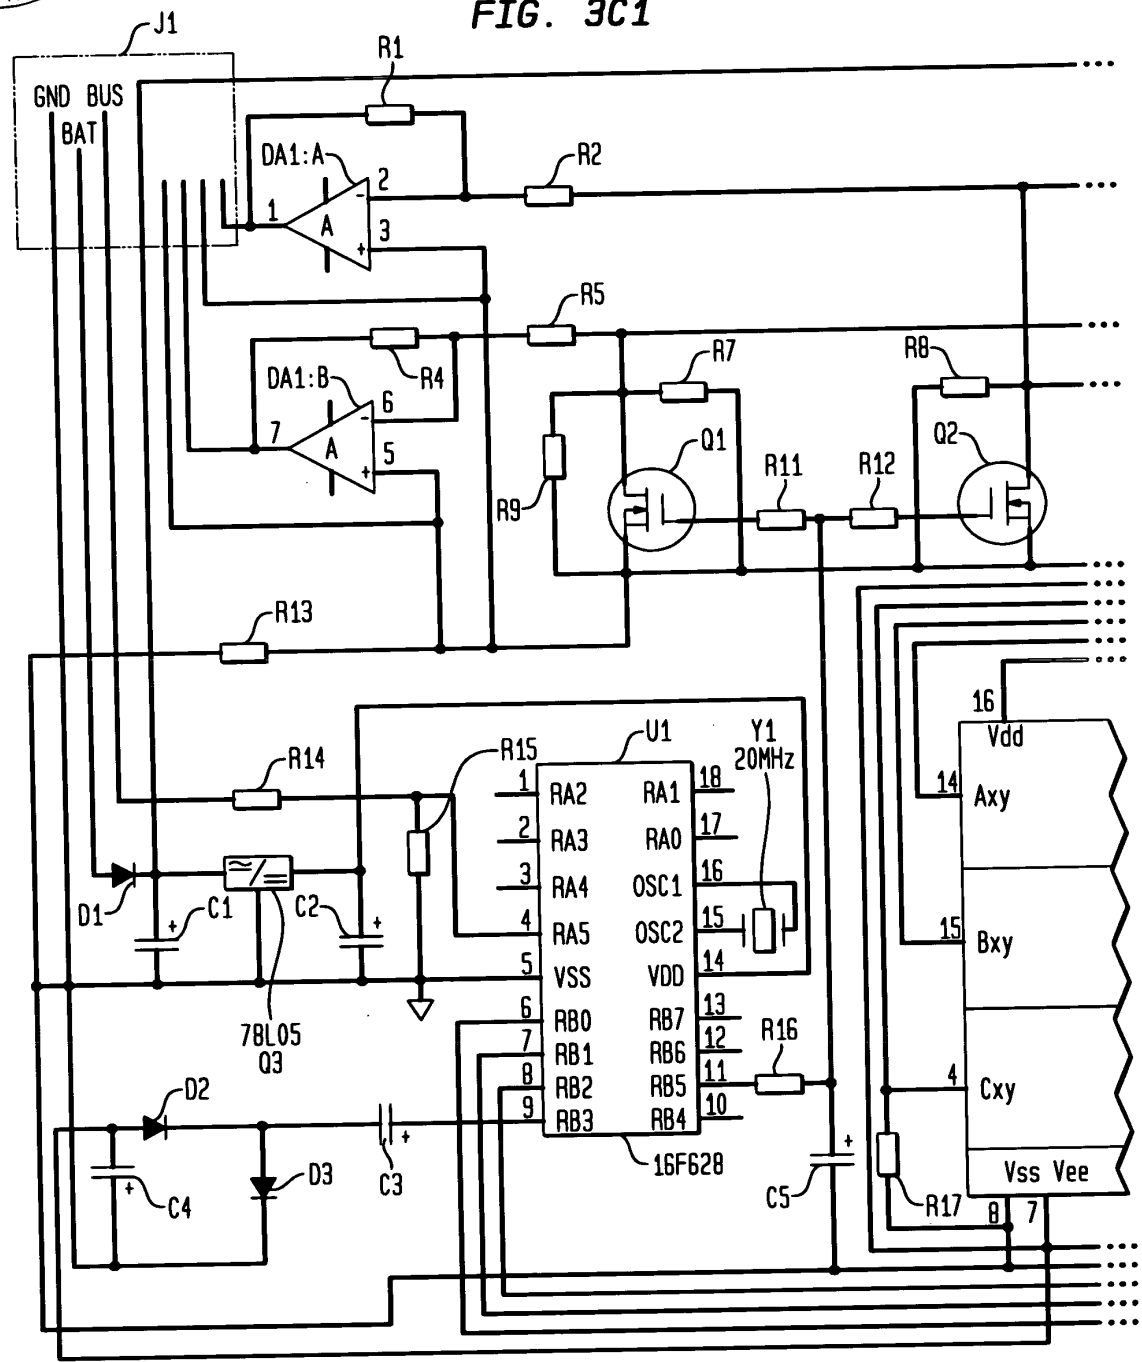 FIG. 3C1
J1
GND BUS
BAT
R1
DA1:A
R2
1
2
3
A
-
+
R5
R4
DA1:B
7
6
5
A
-
+
R7
R8
R9
Q1
R11
R12
Q2
R13
16
Vdd
14 Axy
15 Bxy
4 Cxy
Vss Vee
8 7
R14
R15
U1
Y1
20MHz
1 RA2
2 RA3
3 RA4
4 RA5
5 VSS
6 RB0
7 RB1
8 RB2
9 RB3
RA1 18
RA0 17
OSC1 16
OSC2 15
VDD 14
RB7 13
RB6 12
RB5 11
RB4 10
16F628
D1
C1
+
C2
+
78L05
Q3
R16
D2
D3
C3
+
C4
+
C5
+
R17